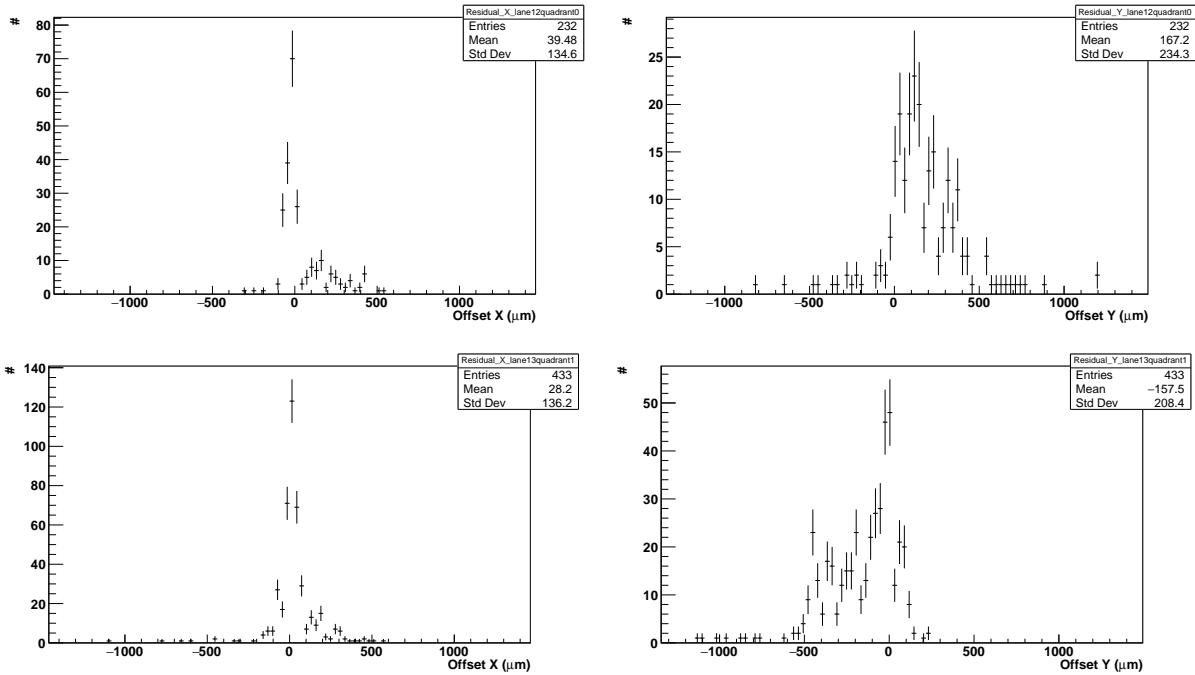 #
Residual_X_lane12quadrant0
Entries 232
Mean 39.48
Std Dev 134.6
80
70
60
50
40
30
20
10
0
−1000 −500 0 500 1000
Offset X (μm)
#
Residual_Y_lane12quadrant0
Entries 232
Mean 167.2
Std Dev 234.3
25
20
15
10
5
0
−1000 −500 0 500 1000
Offset Y (μm)
#
Residual_X_lane13quadrant1
Entries 433
Mean 28.2
Std Dev 136.2
140
120
100
80
60
40
20
0
−1000 −500 0 500 1000
Offset X (μm)
#
Residual_Y_lane13quadrant1
Entries 433
Mean −157.5
Std Dev 208.4
50
40
30
20
10
0
−1000 −500 0 500 1000
Offset Y (μm)